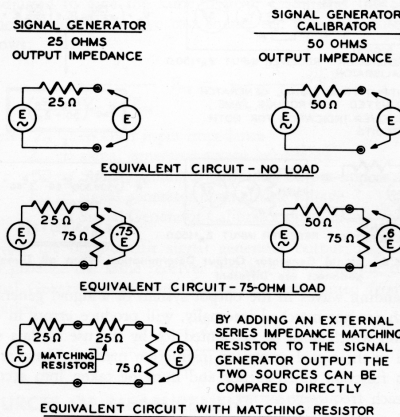 SIGNAL GENERATOR
25 OHMS
OUTPUT IMPEDANCE
SIGNAL GENERATOR
CALIBRATOR
50 OHMS
OUTPUT IMPEDANCE
25 Ω
E
~
E
50 Ω
E
~
E
EQUIVALENT CIRCUIT - NO LOAD
25 Ω
E
~
75 Ω
.75
E
50 Ω
E
~
75 Ω
.6
E
EQUIVALENT CIRCUIT - 75-OHM LOAD
25 Ω
25 Ω
E
~
MATCHING
RESISTOR
75 Ω
.6
E
BY ADDING AN EXTERNAL
SERIES IMPEDANCE MATCHING
RESISTOR TO THE SIGNAL
GENERATOR OUTPUT THE
TWO SOURCES CAN BE
COMPARED DIRECTLY
EQUIVALENT CIRCUIT WITH MATCHING RESISTOR